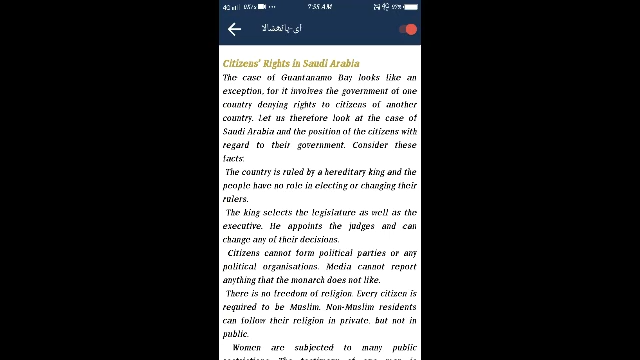 7:55 AM
ای-پاٹھشالا
Citizens' Rights in Saudi Arabia
The case of Guantanamo Bay looks like an
exception, for it involves the government of one
country denying rights to citizens of another
country. Let us therefore look at the case of
Saudi Arabia and the position of the citizens with
regard to their government. Consider these
facts:
The country is ruled by a hereditary king and the
people have no role in electing or changing their
rulers.
The king selects the legislature as well as the
executive. He appoints the judges and can
change any of their decisions.
Citizens cannot form political parties or any
political organisations. Media cannot report
anything that the monarch does not like.
There is no freedom of religion. Every citizen is
required to be Muslim. Non-Muslim residents
can follow their religion in private, but not in
public.
Women are subjected to many public